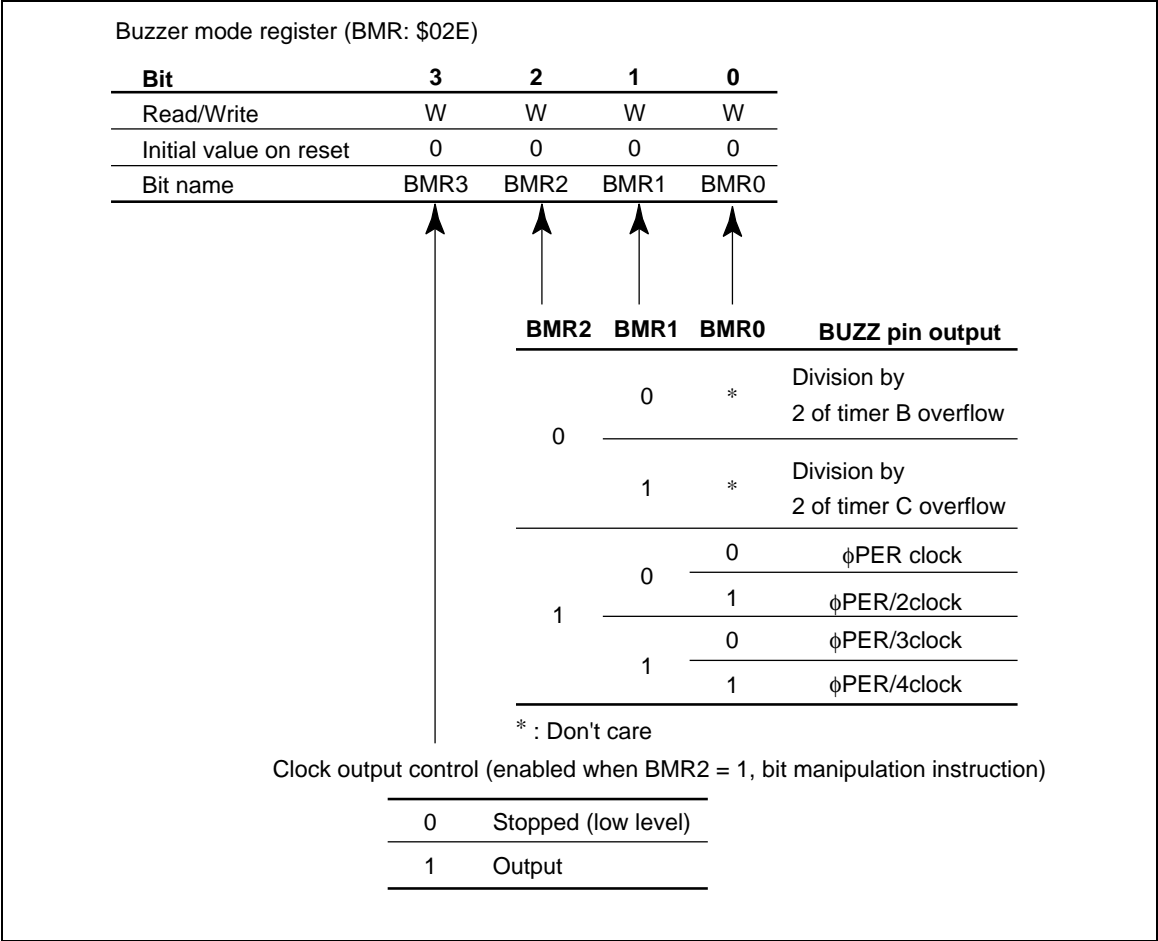 Buzzer mode register (BMR: $02E)
Bit 3 2 1 0
Read/Write W W W W
Initial value on reset 0 0 0 0
Bit name BMR3 BMR2 BMR1 BMR0
BMR2 BMR1 BMR0 BUZZ pin output
0 0 * Division by
2 of timer B overflow
1 * Division by
2 of timer C overflow
1 0 0 ϕPER clock
1 ϕPER/2clock
1 0 ϕPER/3clock
1 ϕPER/4clock
* : Don't care
Clock output control (enabled when BMR2 = 1, bit manipulation instruction)
0 Stopped (low level)
1 Output